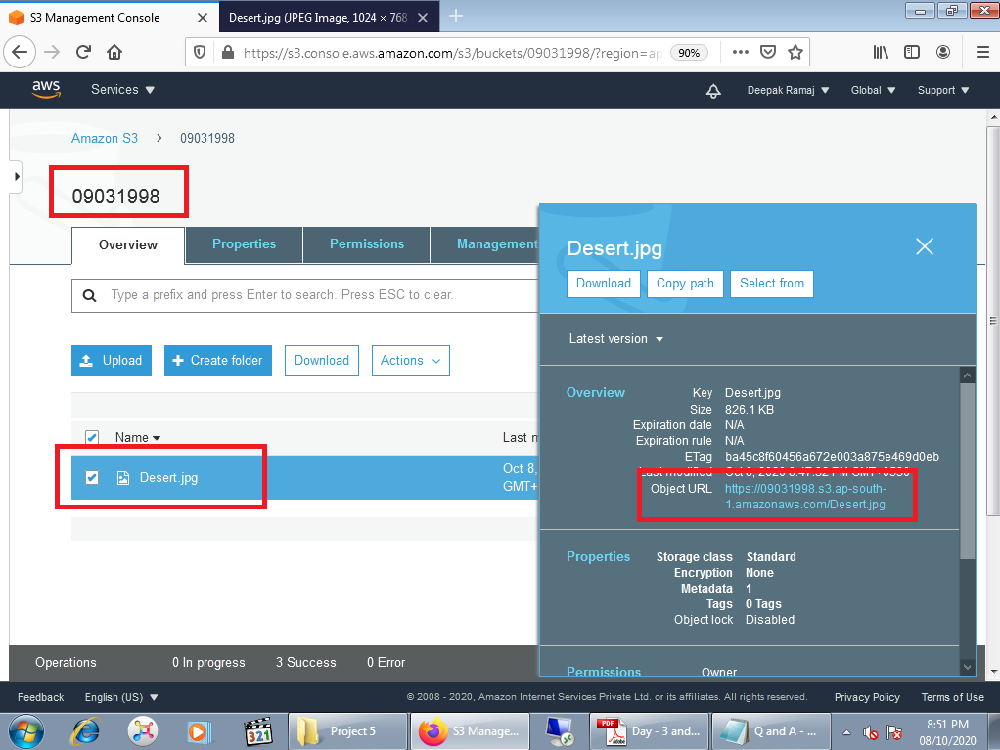 S3 Management Console
Desert.jpg (JPEG Image, 1024 × 768
https://s3.console.aws.amazon.com/s3/buckets/09031998/?region=ap
90%
aws
Services
Deepak Ramaj
Global
Support
Amazon S3 > 09031998
09031998
Overview
Properties
Permissions
Management
Type a prefix and press Enter to search. Press ESC to clear.
Upload
+ Create folder
Download
Actions
Name
Last m
Desert.jpg
Oct 8,
GMT+
Desert.jpg
Download
Copy path
Select from
Latest version
Overview
Key Desert.jpg
Size 826.1 KB
Expiration date N/A
Expiration rule N/A
ETag ba45c8f60456a672e003a875e469d0eb
Last modified Oct 8, 2020 8:47:52 PM GMT+0530
Object URL https://09031998.s3.ap-south-
1.amazonaws.com/Desert.jpg
Properties
Storage class Standard
Encryption None
Metadata 1
Tags 0 Tags
Object lock Disabled
Permissions
Owner
Operations
0 In progress
3 Success
0 Error
Feedback
English (US)
© 2008 - 2020, Amazon Internet Services Private Ltd. or its affiliates. All rights reserved.
Privacy Policy
Terms of Use
321
Project 5
S3 Manage...
PDF
Adobe
Day - 3 and...
Q and A - ...
8:51 PM
08/10/2020